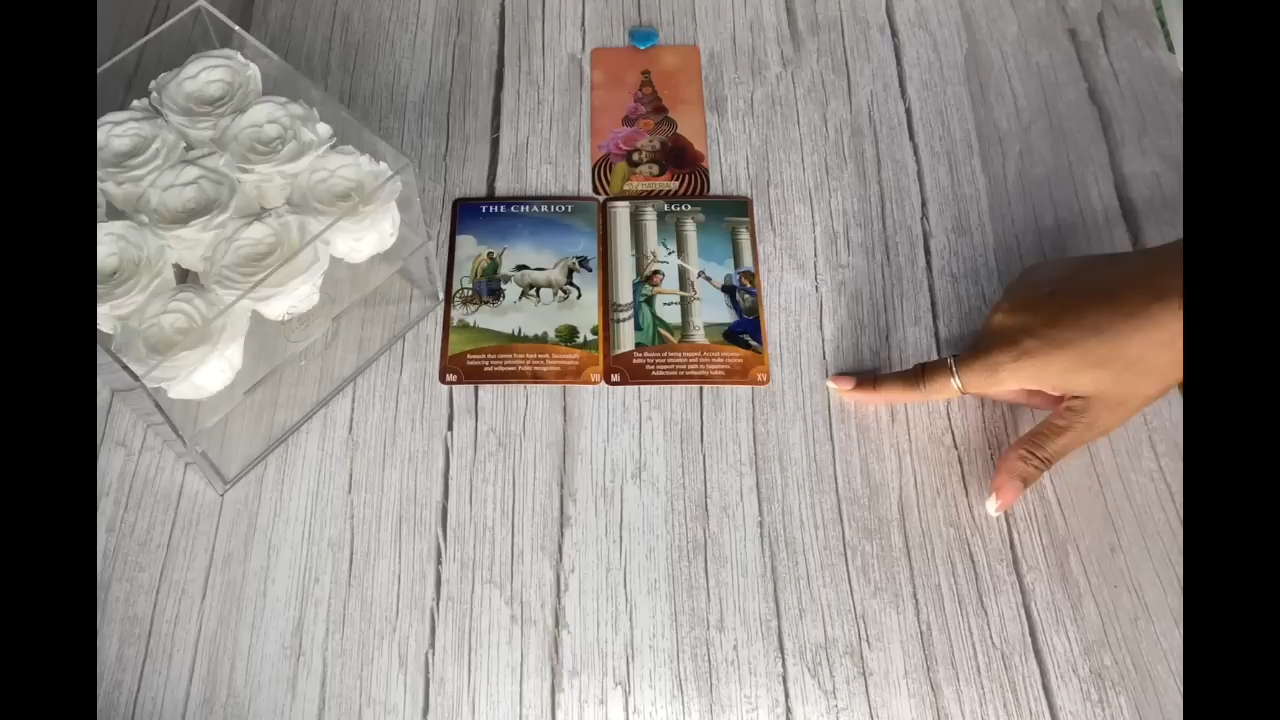 MATERIALS
THE CHARIOT
Rewards that comes from hard work. Successfully
balancing many priorities at once. Determination
and willpower. Public recognition.
Me
VII
EGO
The illusion of being trapped. Accept responsi-
bility for your situation and then make choices
that support your path to happiness.
Addictions or unhealthy habits.
Mi
XV